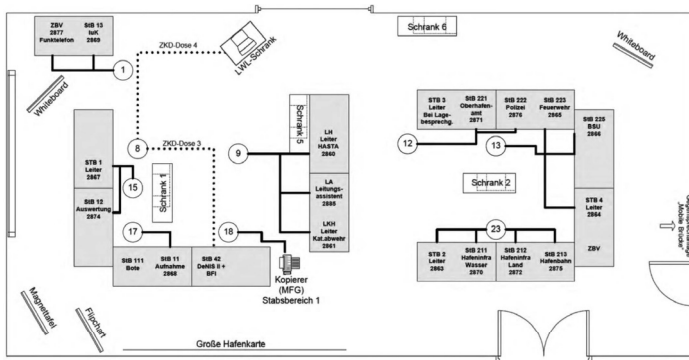 ZBV
2877
Funktelefon
StB 13
IuK
2869
1
Whiteboard
ZKD-Dose 4
LWL-Schrank
8
ZKD-Dose 3
STB 1
Leiter
2867
StB 12
Auswertung
2874
15
Schrank 1
17
StB 111
Bote
StB 11
Aufnahme
2868
StB 42
DeNIS II +
BFI
18
Kopierer
(MFG)
Stabsbereich 1
9
Schrank 5
LH
Leiter
HASTA
2860
LA
Leitungs-
assistent
LKH
Leiter
Kat.abwehr
2861
Magnettafel
Flipchart
Große Hafenkarte
Schrank 6
Whiteboard
STB 3
Leiter
Bei Lage-
besprechg.
StB 221
Oberhafen-
amt
2871
StB 222
Polizei
2876
StB 223
Feuerwehr
2865
StB 225
BSU
2866
12
13
Schrank 2
STB 4
Leiter
2864
ZBV
23
STB 2
Leiter
2863
StB 211
Hafeninfra
Wasser
2870
StB 212
Hafeninfra
Land
2872
StB 213
Hafenbahn
2875
„Mobile Brücke“